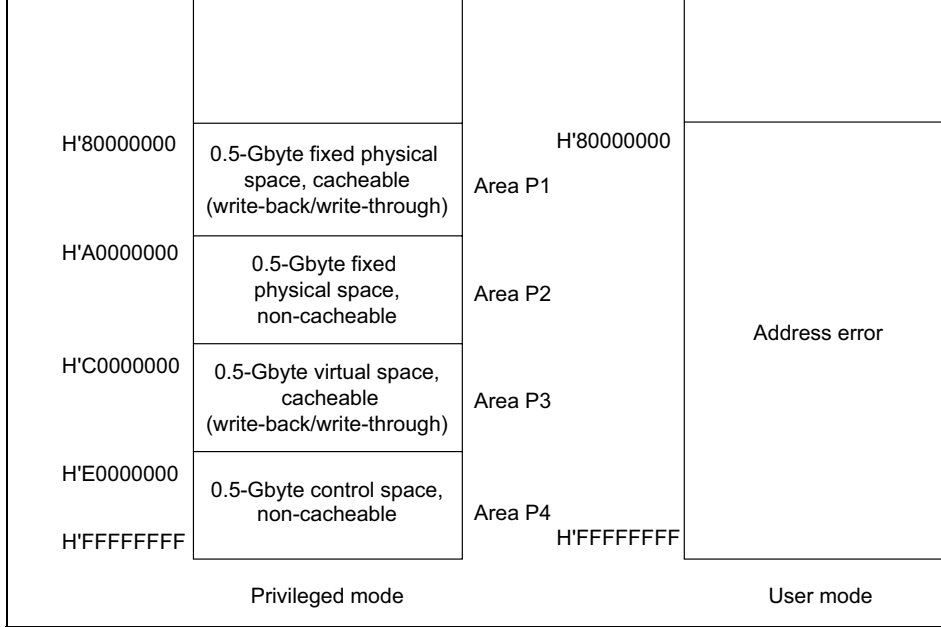 H'80000000
0.5-Gbyte fixed physical
space, cacheable
(write-back/write-through)
Area P1
H'A0000000
0.5-Gbyte fixed
physical space,
non-cacheable
Area P2
H'C0000000
0.5-Gbyte virtual space,
cacheable
(write-back/write-through)
Area P3
H'E0000000
0.5-Gbyte control space,
non-cacheable
Area P4
H'FFFFFFFF
Privileged mode
H'80000000
Address error
H'FFFFFFFF
User mode